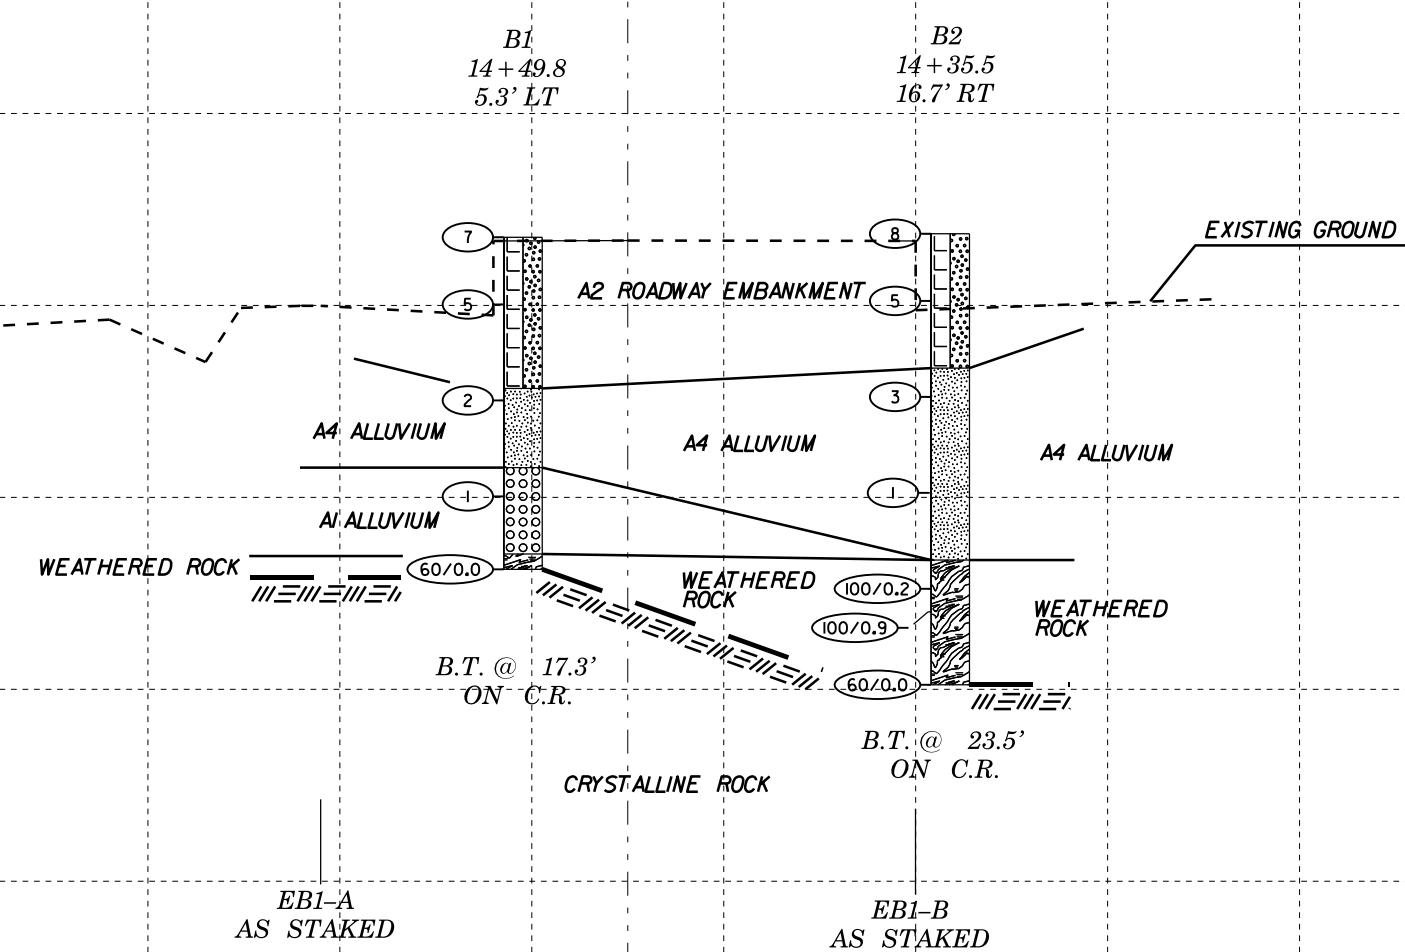 B1
14+49.8
5.3' LT
B2
14+35.5
16.7' RT
EXISTING GROUND
7
8
A2 ROADWAY EMBANKMENT
5
5
2
3
A4 ALLUVIUM
A4 ALLUVIUM
A4 ALLUVIUM
1
1
A1 ALLUVIUM
WEATHERED ROCK
60/0.0
WEATHERED
ROCK
100/0.2
100/0.9
WEATHERED
ROCK
60/0.0
B.T. @ 17.3'
ON C.R.
B.T. @ 23.5'
ON C.R.
CRYSTALLINE ROCK
EB1-A
AS STAKED
EB1-B
AS STAKED